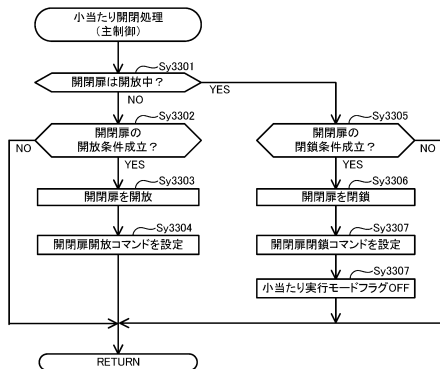 小当たり開閉処理
(主制御)
Sy3301
開閉扉は開放中？
YES
NO
Sy3302
開閉扉の
開放条件成立？
NO
YES
Sy3303
開閉扉を開放
Sy3304
開閉扉開放コマンドを設定
Sy3305
開閉扉の
閉鎖条件成立？
NO
YES
Sy3306
開閉扉を閉鎖
Sy3307
開閉扉閉鎖コマンドを設定
Sy3307
小当たり実行モードフラグOFF
RETURN